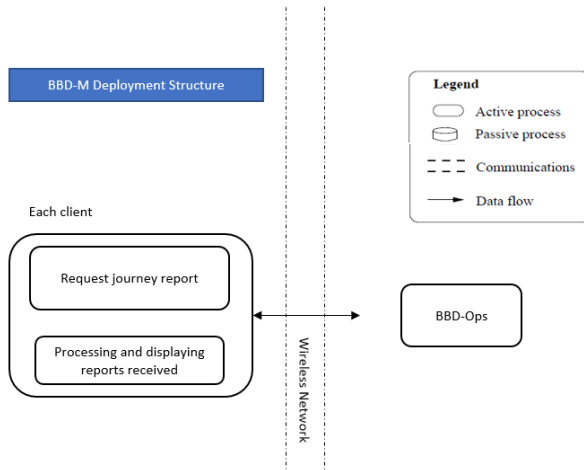 BBD-M Deployment Structure
Legend
Active process
Passive process
Communications
Data flow
Each client
Request journey report
Processing and displaying
reports received
Wireless Network
BBD-Ops